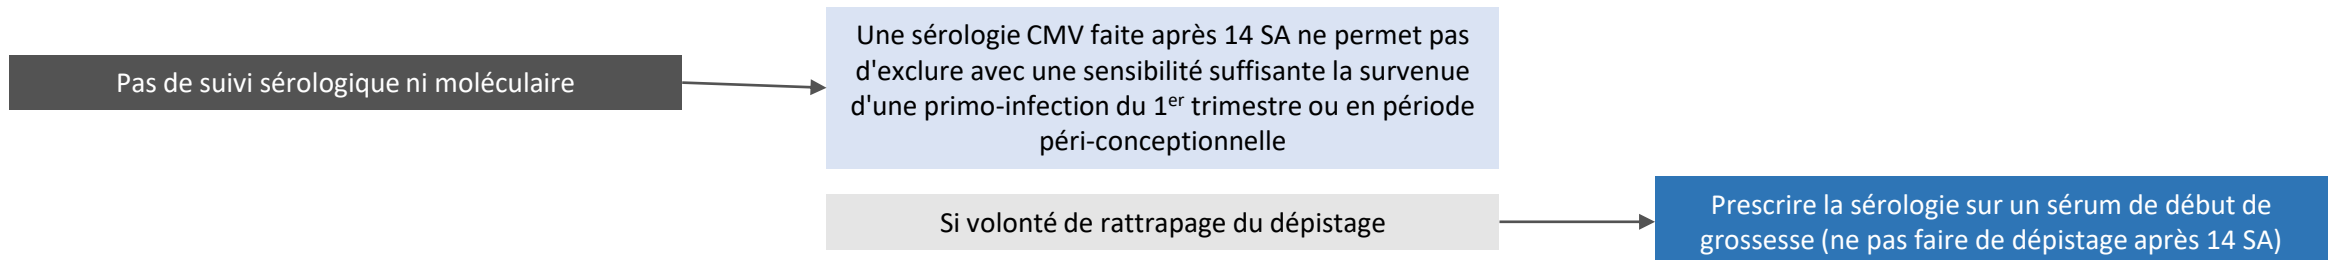 Pas de suivi sérologique ni moléculaire
Une sérologie CMV faite après 14 SA ne permet pas
d'exclure avec une sensibilité suffisante la survenue
d'une primo-infection du 1er trimestre ou en période
péri-conceptionnelle
Si volonté de rattrapage du dépistage
Prescrire la sérologie sur un sérum de début de
grossesse (ne pas faire de dépistage après 14 SA)